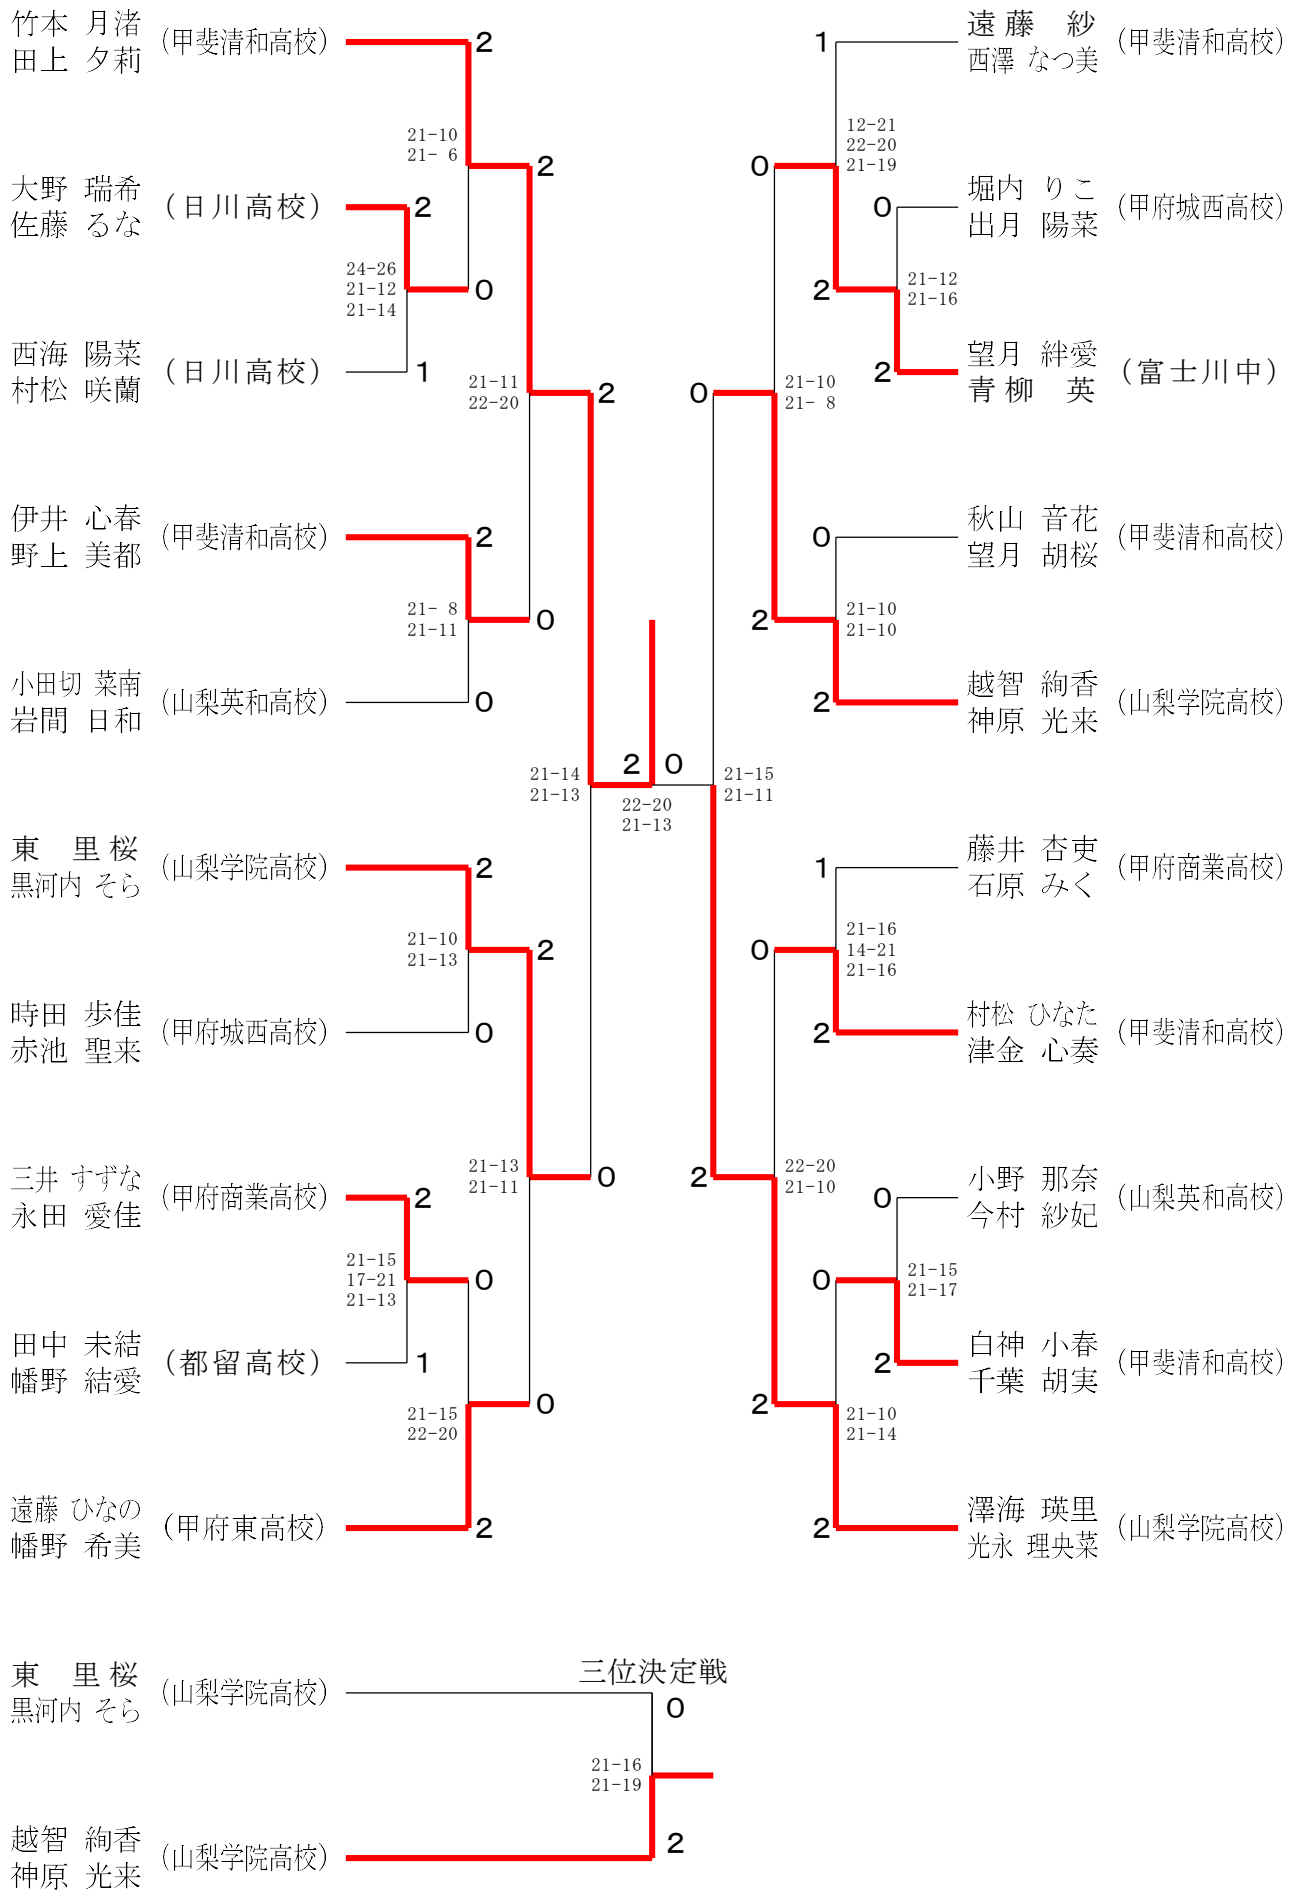 竹本 月渚
田上 夕莉
(甲斐清和高校)
2
21-10
21- 6
2
大野 瑞希
佐藤 るな
(日川高校)
2
24-26
21-12
21-14
0
西海 陽菜
村松 咲蘭
(日川高校)
1
21-11
22-20
2
伊井 心春
野上 美都
(甲斐清和高校)
2
21- 8
21-11
0
小田切 菜南
岩間 日和
(山梨英和高校)
0
21-14
21-13
東 里桜
黒河内 そら
(山梨学院高校)
2
21-10
21-13
2
時田 歩佳
赤池 聖来
(甲府城西高校)
0
21-13
21-11
0
三井 すずな
永田 愛佳
(甲府商業高校)
2
21-15
17-21
21-13
0
田中 未結
幡野 結愛
(都留高校)
1
21-15
22-20
0
遠藤 ひなの
幡野 希美
(甲府東高校)
2
2 0
22-20
21-13
遠藤 紗
西澤 なつ美
(甲斐清和高校)
1
12-21
22-20
21-19
0
堀内 りこ
出月 陽菜
(甲府城西高校)
0
21-12
21-16
2
望月 絆愛
青柳 英
(富士川中)
2
21-10
21- 8
0
秋山 音花
望月 胡桜
(甲斐清和高校)
0
21-10
21-10
2
越智 絢香
神原 光来
(山梨学院高校)
2
21-15
21-11
藤井 杏吏
石原 みく
(甲府商業高校)
1
21-16
14-21
21-16
0
村松 ひなた
津金 心奏
(甲斐清和高校)
2
22-20
21-10
2
小野 那奈
今村 紗妃
(山梨英和高校)
0
21-15
21-17
0
白神 小春
千葉 胡実
(甲斐清和高校)
2
21-10
21-14
2
澤海 瑛里
光永 理央菜
(山梨学院高校)
2
三位決定戦
東 里桜
黒河内 そら
(山梨学院高校)
0
21-16
21-19
越智 絢香
神原 光来
(山梨学院高校)
2